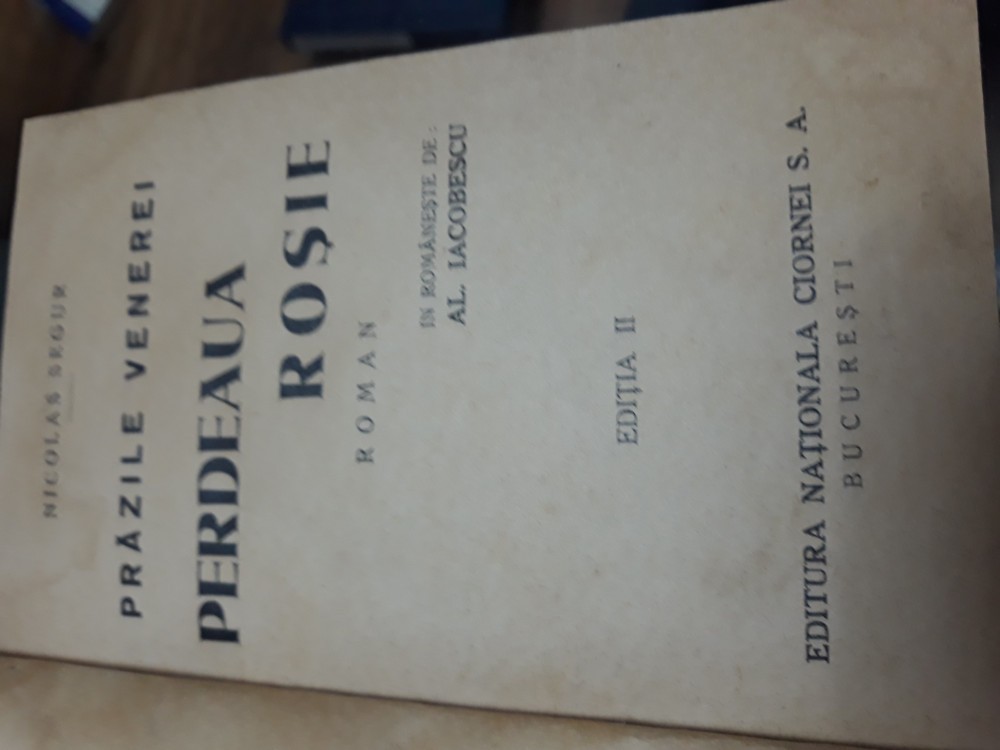 NICOLAS SEGUR
PRĂZILE VENEREI
PERDEAUA
ROȘIE
ROMAN
IN ROMÂNEȘTE DE:
AL. IACOBESCU
EDIȚIA II
EDITURA NAȚIONALA CIORNEI S. A.
BUCUREȘTI